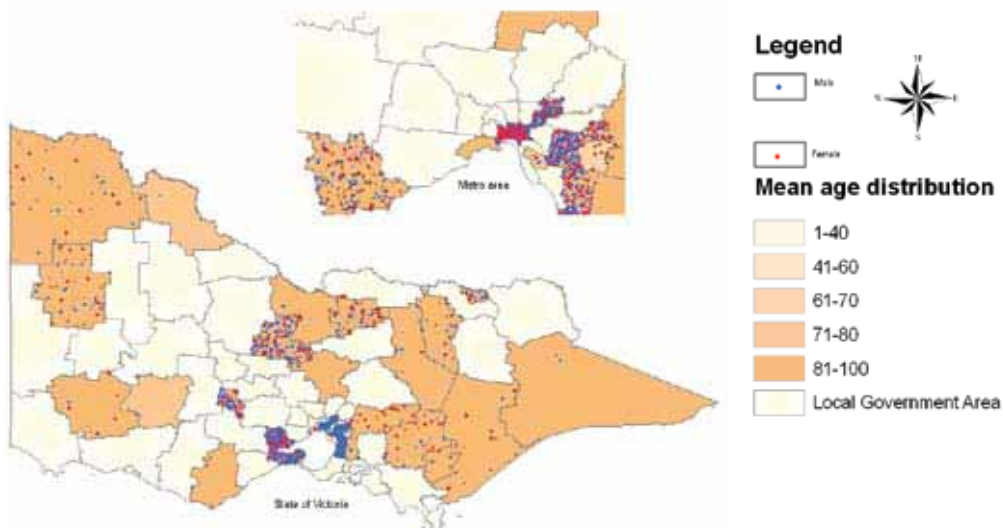 Legend
N
Male
W
E
S
Female
Mean age distribution
1-40
41-60
61-70
71-80
81-100
Local Government Area
Metro area
State of Victoria